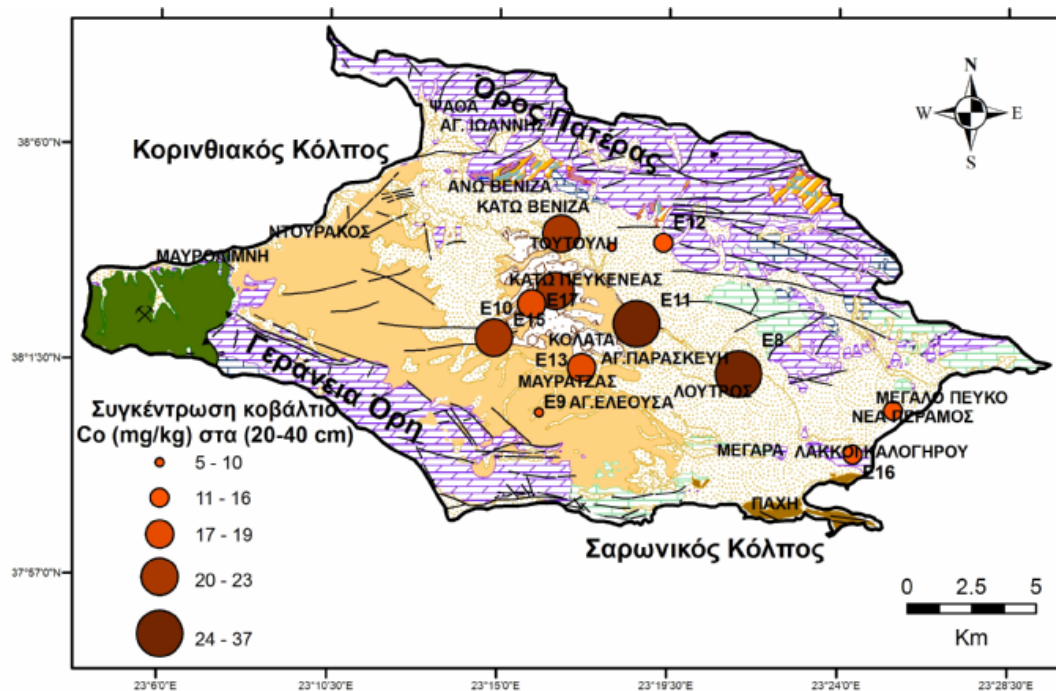 N
W
E
S
Όρος Πατέρας
ΨΑΘΑ
ΑΓ. ΙΩΑΝΝΗΣ
38°6'0"N
Κορινθιακός Κόλπος
ΑΝΩ ΒΕΝΙΖΑ
ΚΑΤΩ ΒΕΝΙΖΑ
E12
ΝΤΟΥΡΑΚΟΣ
ΤΟΥΤΟΥΛΗ
ΜΑΥΡΟΛΙΜΝΗ
ΚΑΤΩ ΠΕΥΚΕΝΕΑΣ
E17
E11
E10
E15
ΚΟΛΑΤΑ
E8
38°1'30"N
Γεράνεια Όρη
E13
ΑΓ.ΠΑΡΑΣΚΕΥΗ
ΜΑΥΡΑΤΖΑΣ
ΛΟΥΤΡΟΣ
E9
ΑΓ.ΕΛΕΟΥΣΑ
ΜΕΓΑΛΟ ΠΕΥΚΟ
ΝΕΑ ΠΕΡΑΜΟΣ
ΜΕΓΑΡΑ
ΛΑΚΚΟΙ ΚΑΛΟΓΗΡΟΥ
E16
ΠΑΧΗ
Σαρωνικός Κόλπος
37°57'0"N
Συγκέντρωση κοβάλτιο
Co (mg/kg) στα (20-40 cm)
5 - 10
11 - 16
17 - 19
20 - 23
24 - 37
0 2,5 5
Km
23°6'0"E 23°10'30"E 23°15'0"E 23°19'30"E 23°24'0"E 23°28'30"E